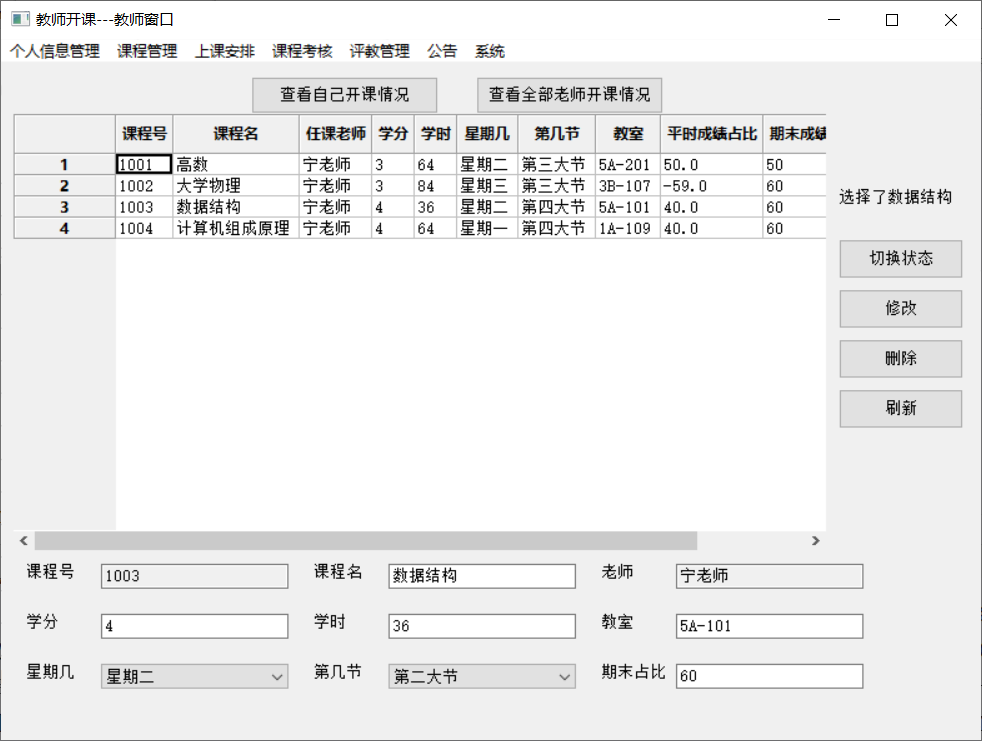 教师开课---教师窗口
个人信息管理 课程管理 上课安排 课程考核 评教管理 公告 系统
查看自己开课情况 查看全部老师开课情况
课程号 课程名 任课老师 学分 学时 星期几 第几节 教室 平时成绩占比 期末成绩
1 1001 高数 宁老师 3 64 星期二 第三大节 5A-201 50.0 50
2 1002 大学物理 宁老师 3 84 星期三 第三大节 3B-107 -59.0 60
3 1003 数据结构 宁老师 4 36 星期二 第四大节 5A-101 40.0 60
4 1004 计算机组成原理 宁老师 4 64 星期一 第四大节 1A-109 40.0 60
选择了数据结构
切换状态
修改
删除
刷新
课程号 1003 课程名 数据结构 老师 宁老师
学分 4 学时 36 教室 5A-101
星期几 星期二 第几节 第二大节 期末占比 60